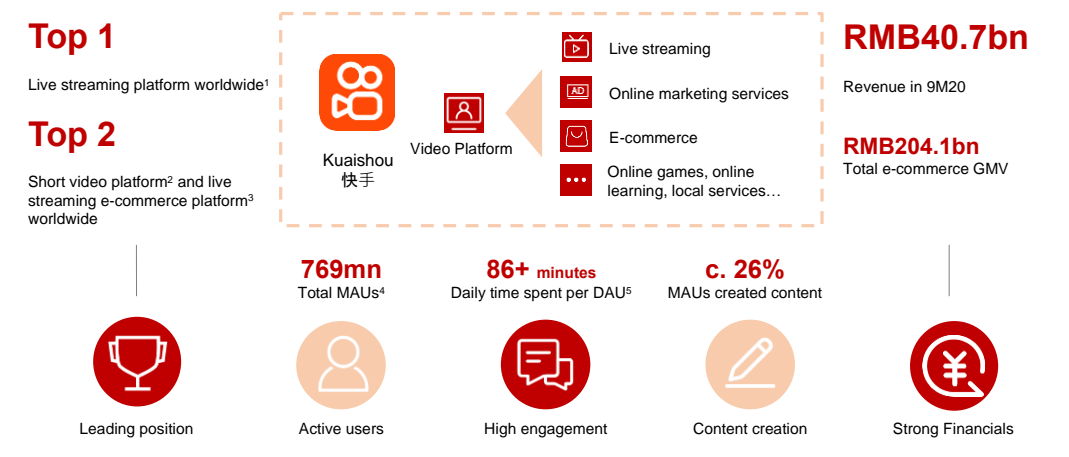 Top 1
Live streaming platform worldwide¹
Top 2
Short video platform² and live
streaming e-commerce platform³
worldwide
Kuaishou
快手
Video Platform
Live streaming
AD
Online marketing services
E-commerce
Online games, online
learning, local services…
RMB40.7bn
Revenue in 9M20
RMB204.1bn
Total e-commerce GMV
769mn
Total MAUs⁴
86+ minutes
Daily time spent per DAU⁵
c. 26%
MAUs created content
Leading position
Active users
High engagement
Content creation
Strong Financials